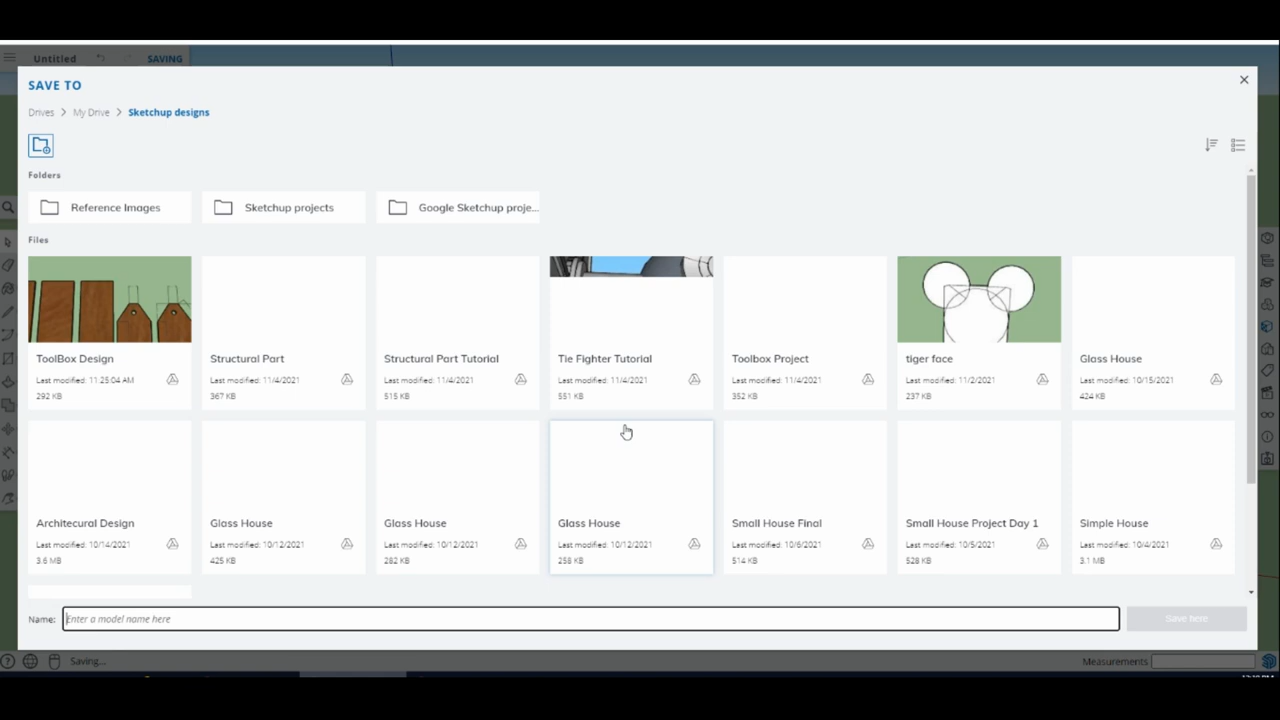 Untitled
SAVING
SAVE TO
Drives > My Drive > Sketchup designs
Folders
Reference Images
Sketchup projects
Google Sketchup proje...
Files
ToolBox Design
Last modified: 11:25:04 AM
292 KB
Structural Part
Last modified: 11/4/2021
367 KB
Structural Part Tutorial
Last modified: 11/4/2021
515 KB
Tie Fighter Tutorial
Last modified: 11/4/2021
551 KB
Toolbox Project
Last modified: 11/4/2021
352 KB
tiger face
Last modified: 11/2/2021
237 KB
Glass House
Last modified: 10/15/2021
424 KB
Architecural Design
Last modified: 10/14/2021
3.6 MB
Glass House
Last modified: 10/12/2021
425 KB
Glass House
Last modified: 10/12/2021
282 KB
Glass House
Last modified: 10/12/2021
258 KB
Small House Final
Last modified: 10/6/2021
514 KB
Small House Project Day 1
Last modified: 10/5/2021
528 KB
Simple House
Last modified: 10/4/2021
3.1 MB
Name: Enter a model name here
Save here
Saving...
Measurements